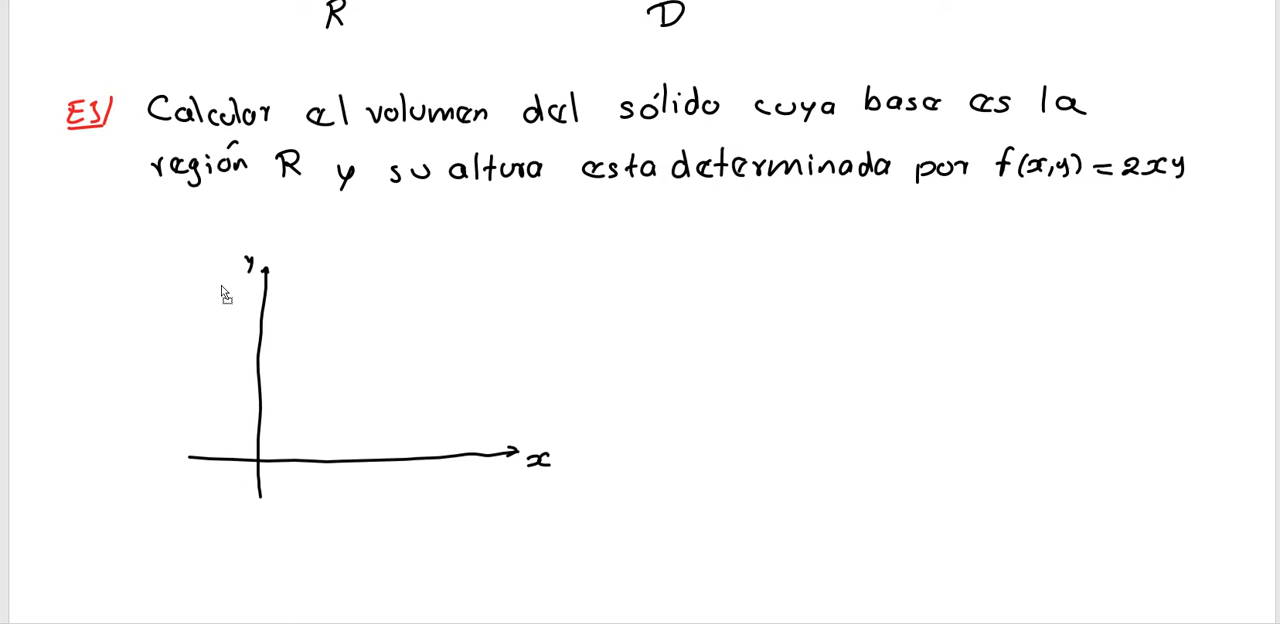 R D
EJ/ Calcular el volumen del sólido cuya base es la
región R y su altura esta determinada por f(x,y) = 2xy
y
x